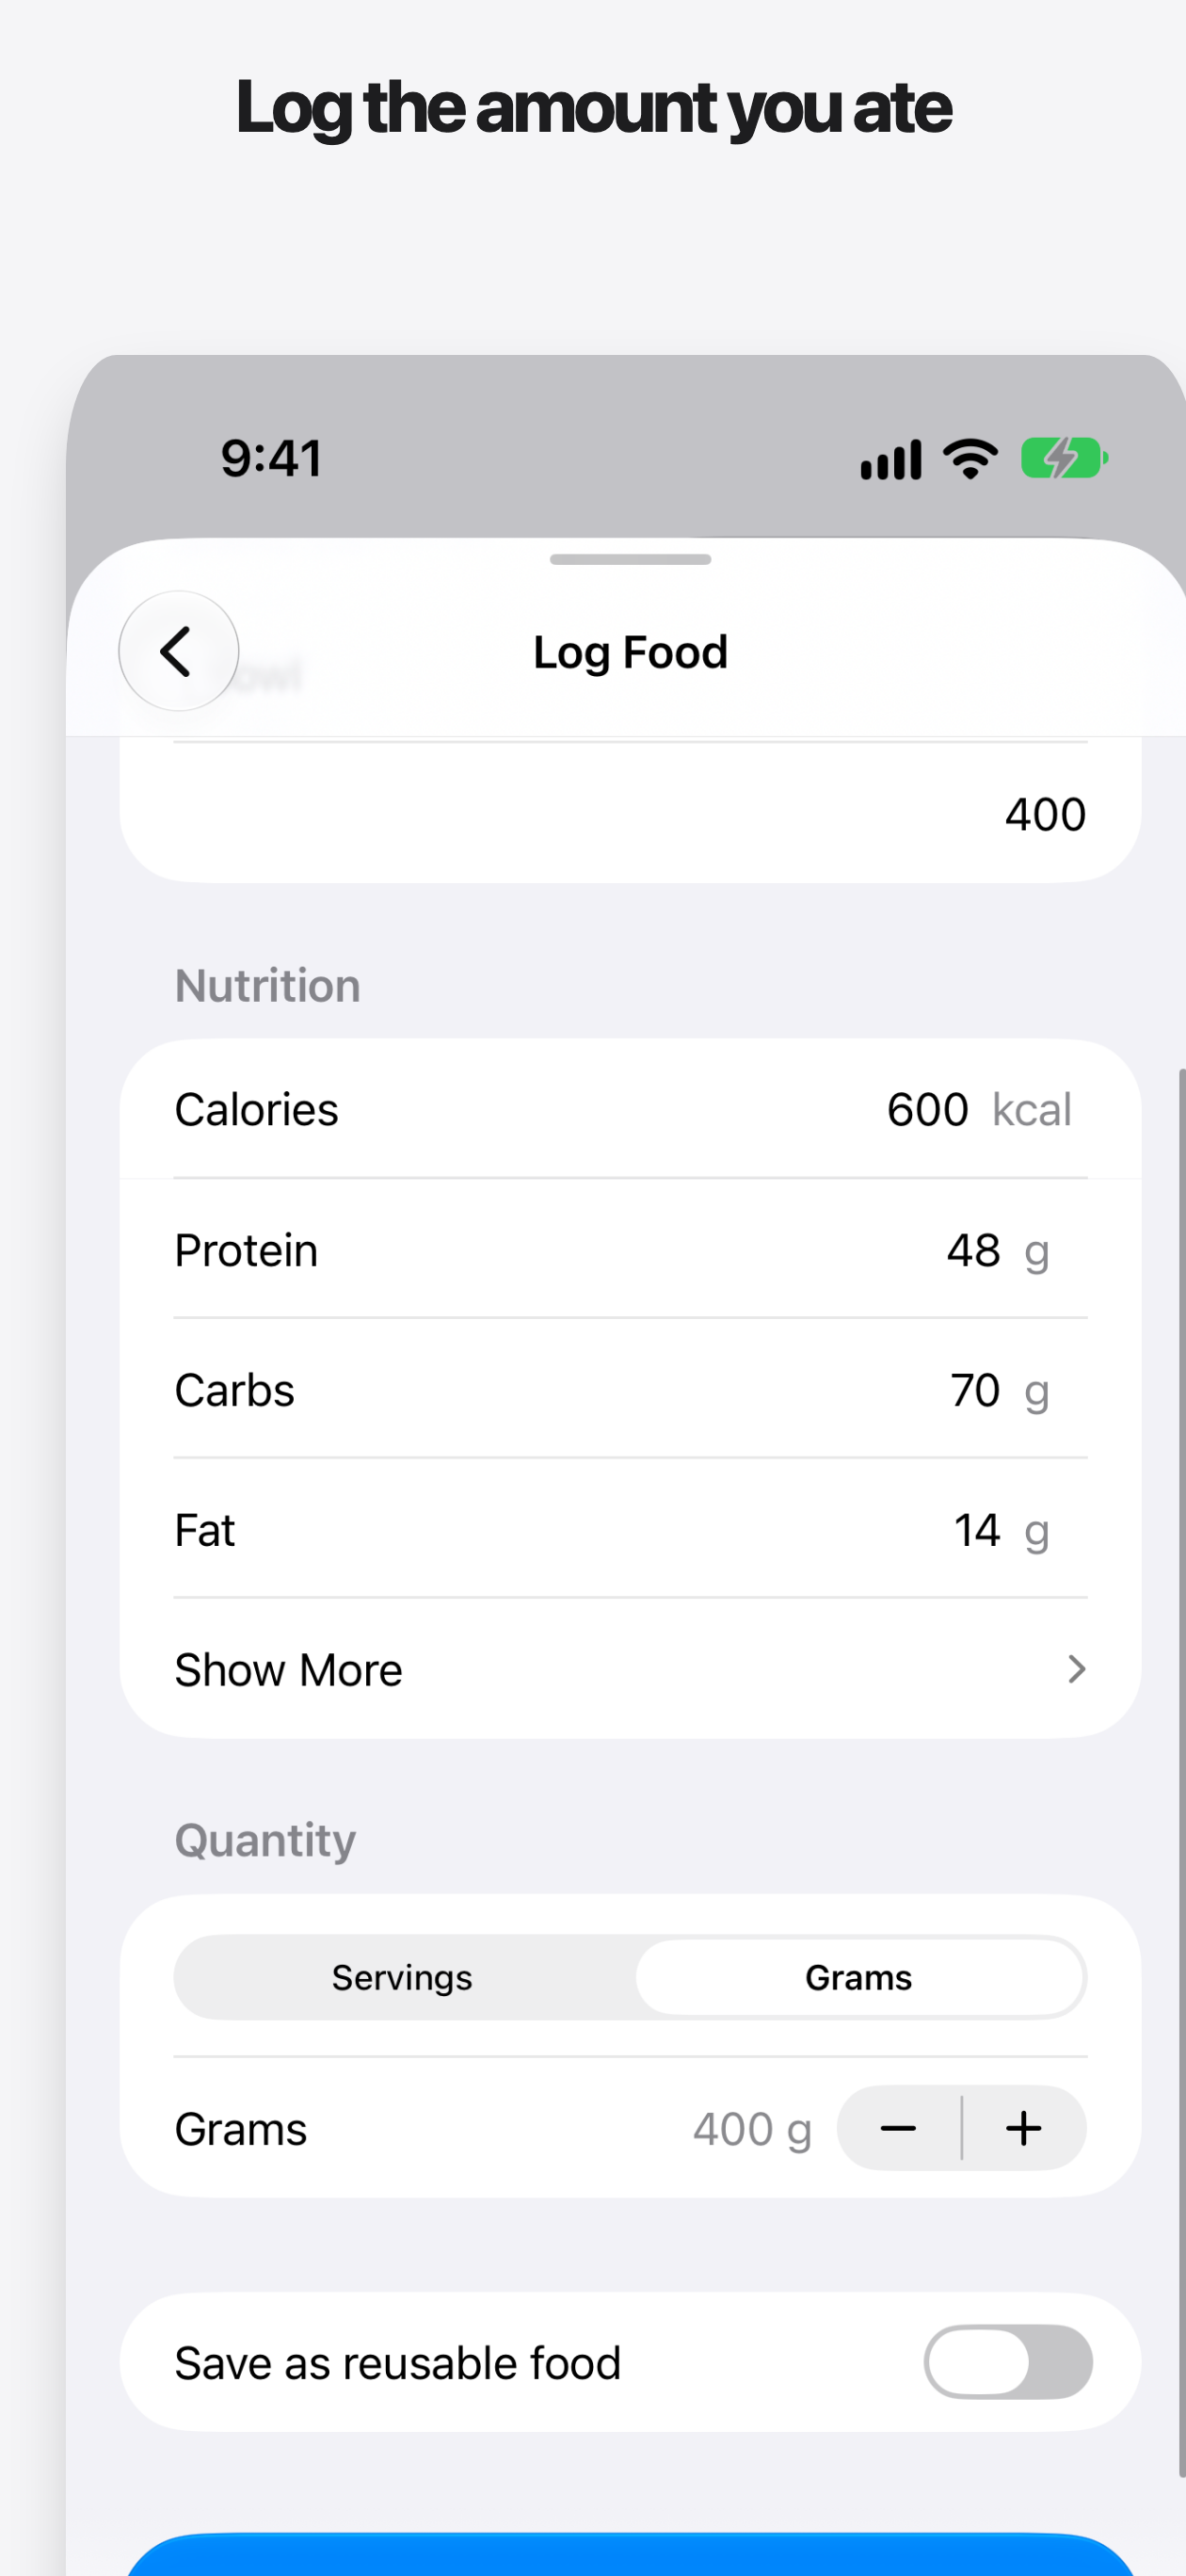 Log the amount you ate
9:41
Log Food
400
Nutrition
Calories 600 kcal
Protein 48 g
Carbs 70 g
Fat 14 g
Show More
Quantity
Servings Grams
Grams 400 g
Save as reusable food